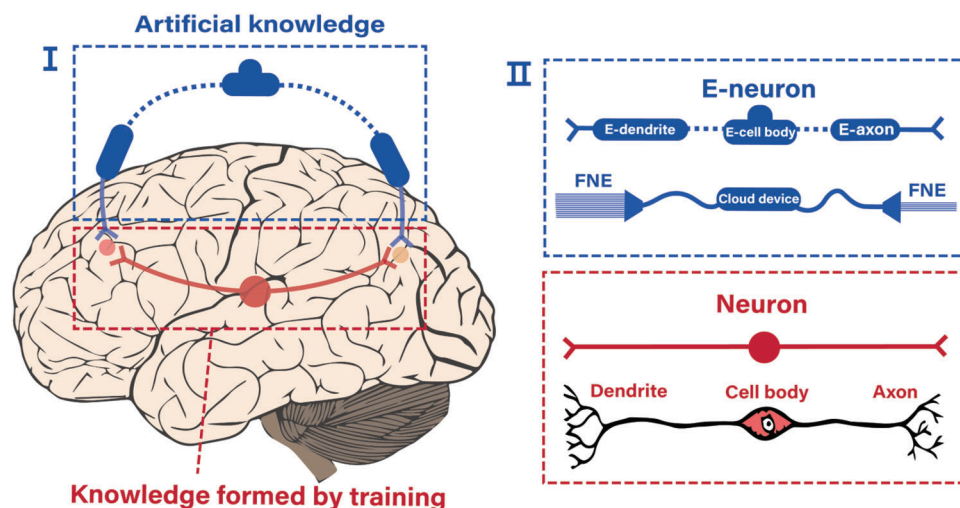 Artificial knowledge
I
Knowledge formed by training
II
E-neuron
E-dendrite
E-cell body
E-axon
FNE
Cloud device
FNE
Neuron
Dendrite
Cell body
Axon